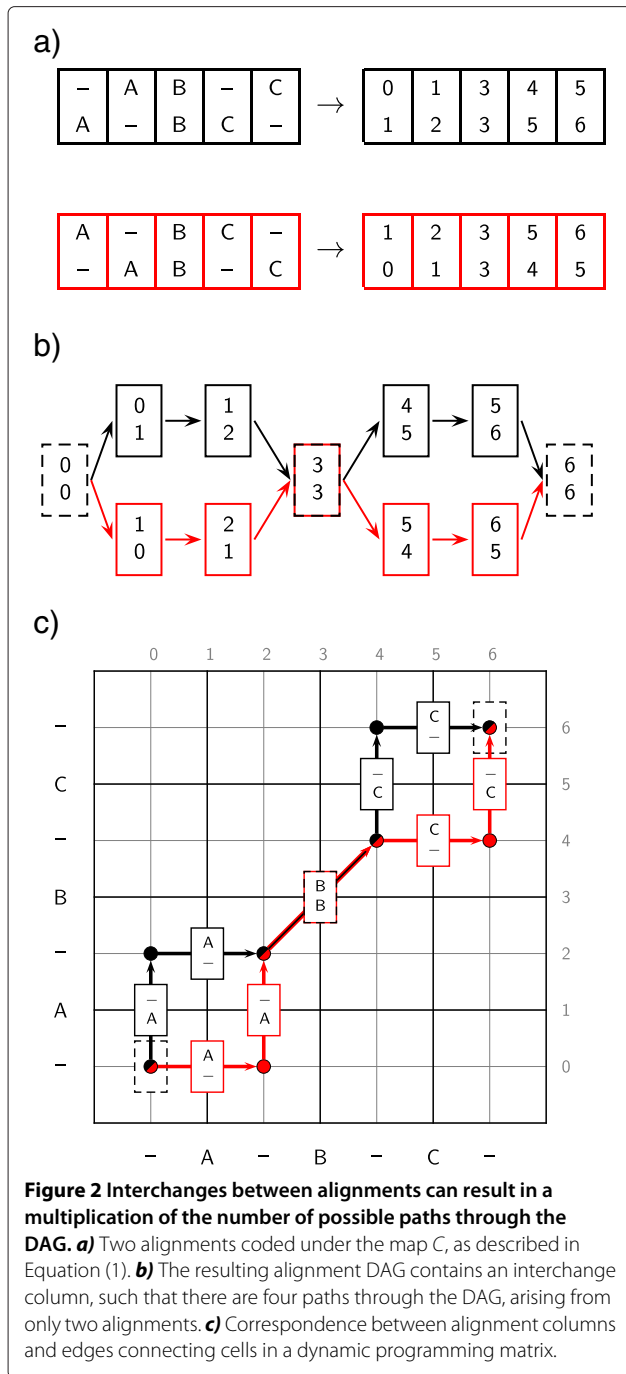 a)
– A B – C → 0 1 3 4 5
A – B C – 1 2 3 5 6
A – B C – → 1 2 3 5 6
– A B – C 0 1 3 4 5
b)
0 1 4 5
1 2 5 6
0 3 6
0 3 6
1 2 5 6
0 1 4 5
c)
0 1 2 3 4 5 6
– C – 6
C – – 5
C C
– C 4
–
B B 3
B
– A 2
–
A – – 1
A A
– A 0
–
– A – B – C –
Figure 2 Interchanges between alignments can result in a
multiplication of the number of possible paths through the
DAG. a) Two alignments coded under the map C, as described in
Equation (1). b) The resulting alignment DAG contains an interchange
column, such that there are four paths through the DAG, arising from
only two alignments. c) Correspondence between alignment columns
and edges connecting cells in a dynamic programming matrix.